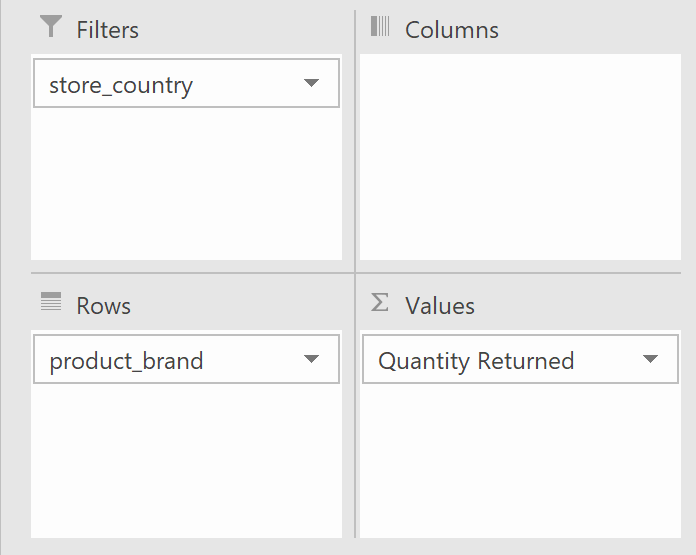 Filters
Columns
store_country
Rows
Values
product_brand
Quantity Returned